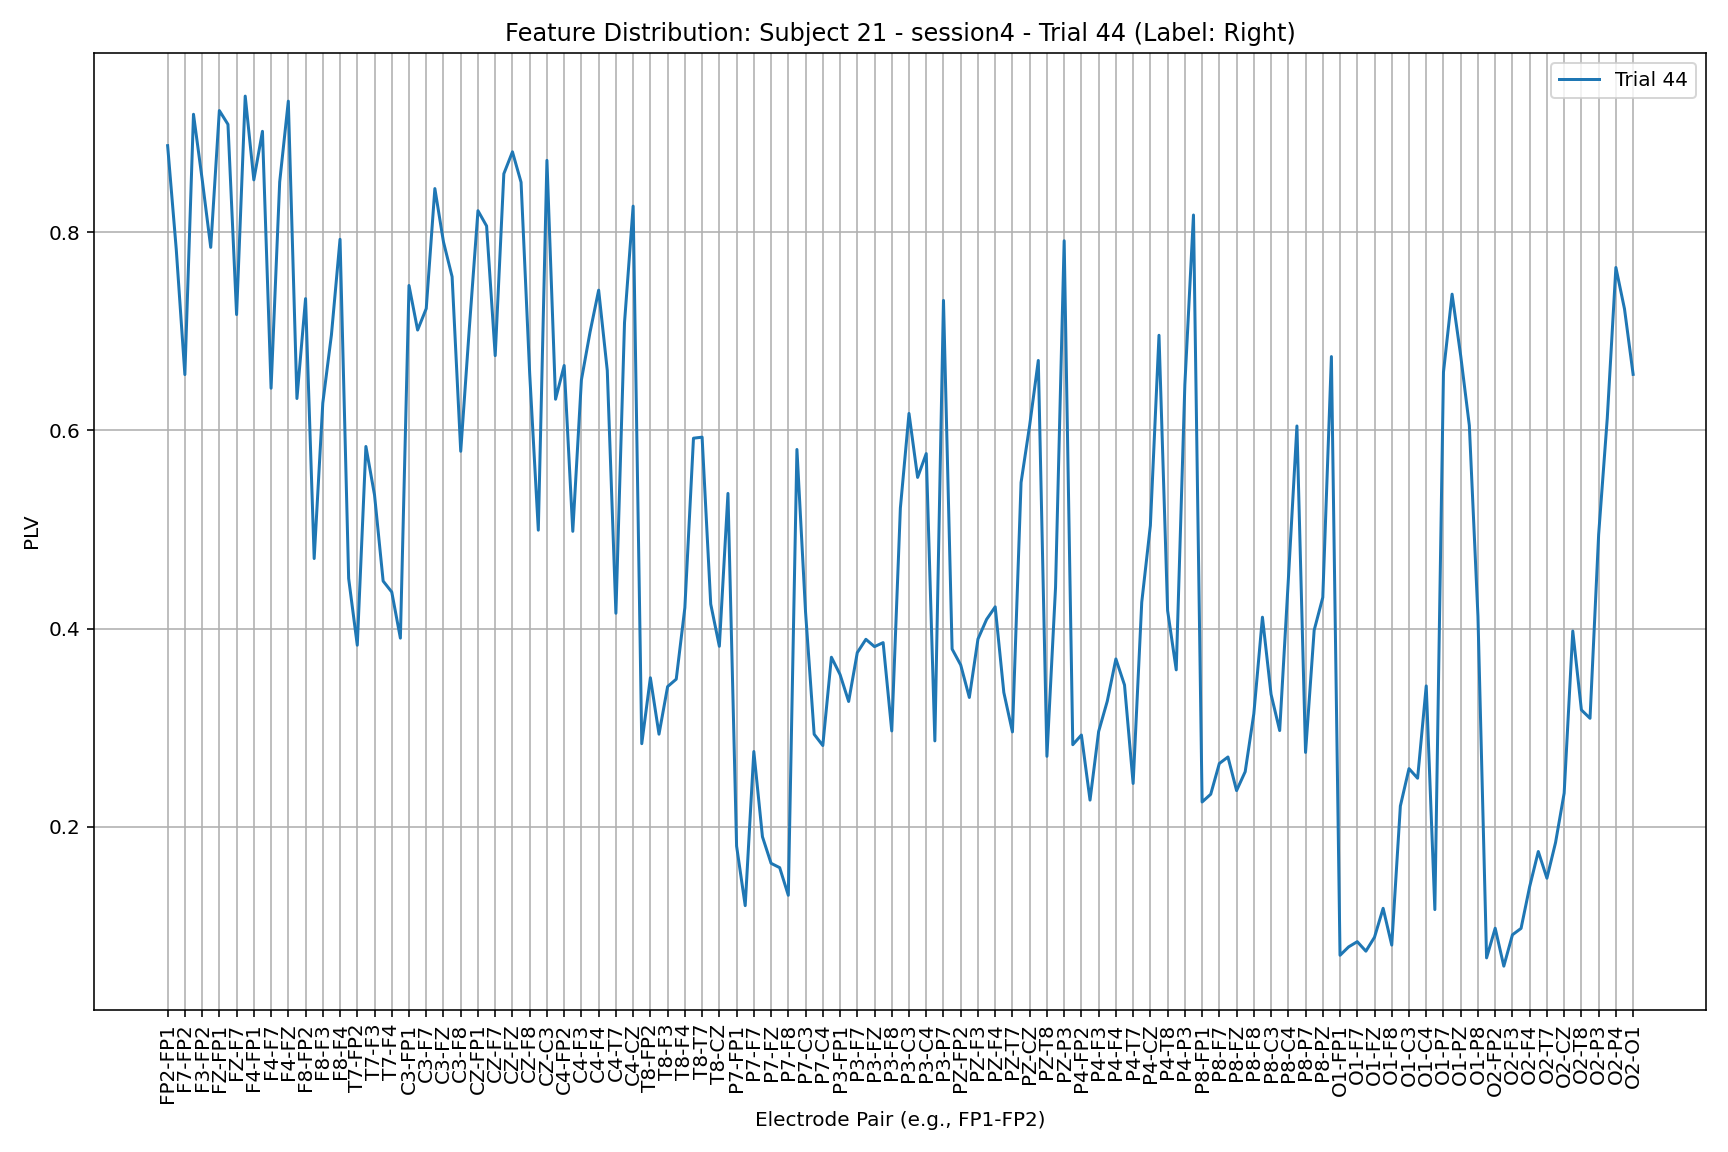 Feature Distribution: Subject 21 - session4 - Trial 44 (Label: Right)
Trial 44
PLV
0.8
0.6
0.4
0.2
FP2-FP1
F7-FP2
F3-FP2
FZ-FP1
FZ-F7
F4-FP1
F4-F7
F4-FZ
F8-FP2
F8-F3
F8-F4
T7-FP2
T7-F3
T7-F4
C3-FP1
C3-F7
C3-FZ
C3-F8
CZ-FP1
CZ-F7
CZ-FZ
CZ-F8
CZ-C3
C4-FP2
C4-F3
C4-F4
C4-T7
C4-CZ
T8-FP2
T8-F3
T8-F4
T8-T7
T8-CZ
P7-FP1
P7-F7
P7-FZ
P7-F8
P7-C3
P7-C4
P3-FP1
P3-F7
P3-FZ
P3-F8
P3-C3
P3-C4
P3-P7
PZ-FP2
PZ-F3
PZ-F4
PZ-T7
PZ-CZ
PZ-T8
PZ-P3
P4-FP2
P4-F3
P4-F4
P4-T7
P4-CZ
P4-T8
P4-P3
P8-FP1
P8-F7
P8-FZ
P8-F8
P8-C3
P8-C4
P8-P7
P8-PZ
O1-FP1
O1-F7
O1-FZ
O1-F8
O1-C3
O1-C4
O1-P7
O1-PZ
O1-P8
O2-FP2
O2-F3
O2-F4
O2-T7
O2-CZ
O2-T8
O2-P3
O2-P4
O2-O1
Electrode Pair (e.g., FP1-FP2)